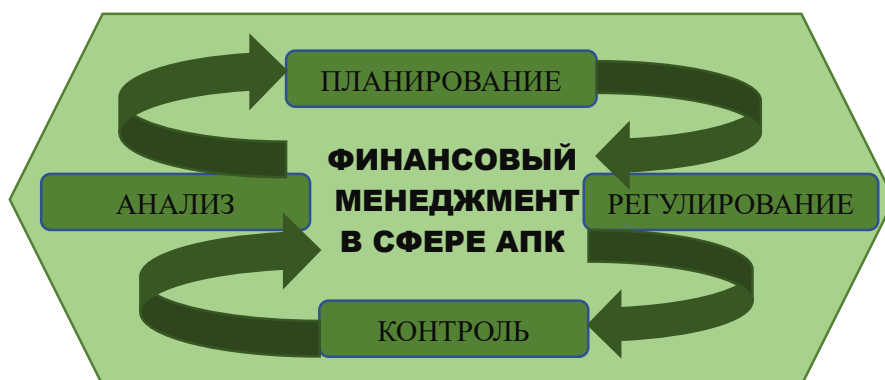 ПЛАНИРОВАНИЕ
ФИНАНСОВЫЙ
МЕНЕДЖМЕНТ
В СФЕРЕ АПК
АНАЛИЗ
РЕГУЛИРОВАНИЕ
КОНТРОЛЬ